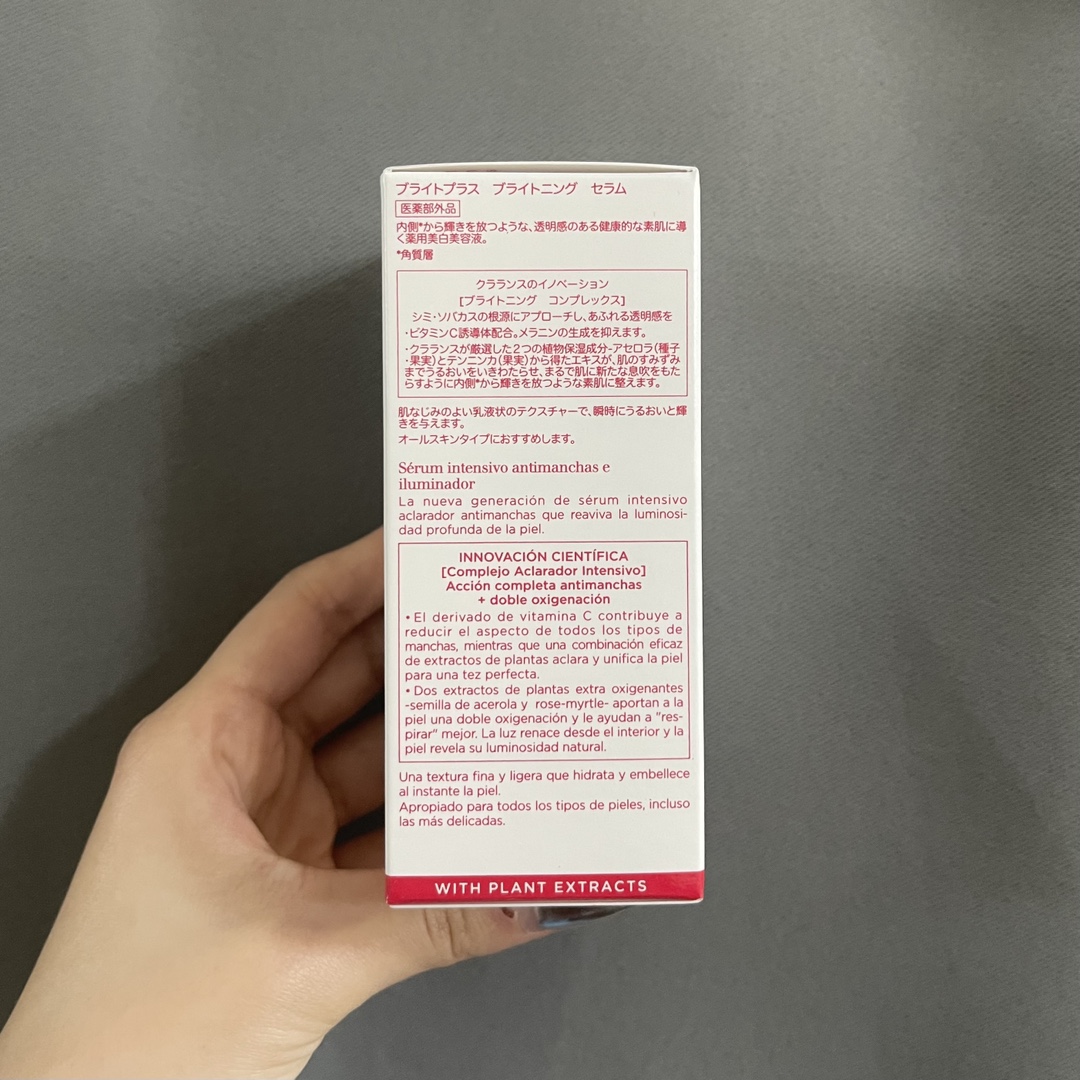 ブライトプラス　ブライトニング　セラム
医薬部外品
内側*から輝きを放つような、透明感のある健康的な素肌に導
く薬用美白美容液。
*角質層
クラランスのイノベーション
[ブライトニング　コンプレックス]
シミ・ソバカスの根源にアプローチし、あふれる透明感を
・ビタミンC誘導体配合。メラニンの生成を抑えます。
・クラランスが厳選した2つの植物保湿成分-アセロラ(種子
・果実)とテンニンカ(果実)から得たエキスが、肌のすみずみ
までうるおいをいきわたらせ、まるで肌に新たな息吹をもた
らすように内側*から輝きを放つような素肌に整えます。
肌なじみのよい乳液状のテクスチャーで、瞬時にうるおいと輝
きを与えます。
オールスキンタイプにおすすめします。
Sérum intensivo antimanchas e
iluminador
La nueva generación de sérum intensivo
aclarador antimanchas que reaviva la luminosi-
dad profunda de la piel.
INNOVACIÓN CIENTÍFICA
[Complejo Aclarador Intensivo]
Acción completa antimanchas
+ doble oxigenación
• El derivado de vitamina C contribuye a
reducir el aspecto de todos los tipos de
manchas, mientras que una combinación eficaz
de extractos de plantas aclara y unifica la piel
para una tez perfecta.
• Dos extractos de plantas extra oxigenantes
-semilla de acerola y rose-myrtle- aportan a la
piel una doble oxigenación y le ayudan a "res-
pirar" mejor. La luz renace desde el interior y la
piel revela su luminosidad natural.
Una textura fina y ligera que hidrata y embellece
al instante la piel.
Apropiado para todos los tipos de pieles, incluso
las más delicadas.
WITH PLANT EXTRACTS